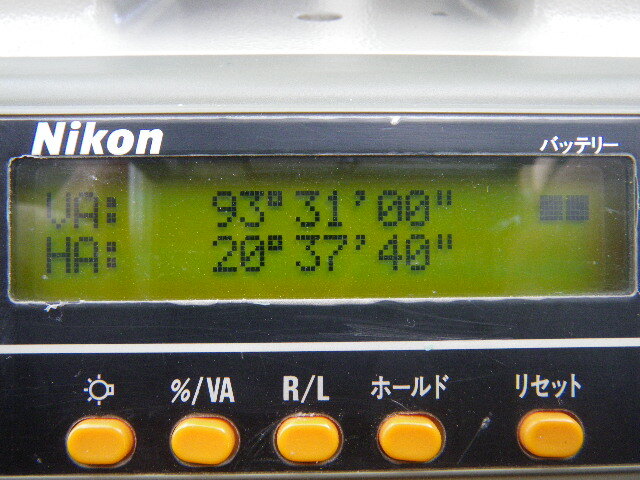 Nikon バッテリー
VA: 93°31'00"
HA: 20°37'40"
%/VA R/L ホールド リセット